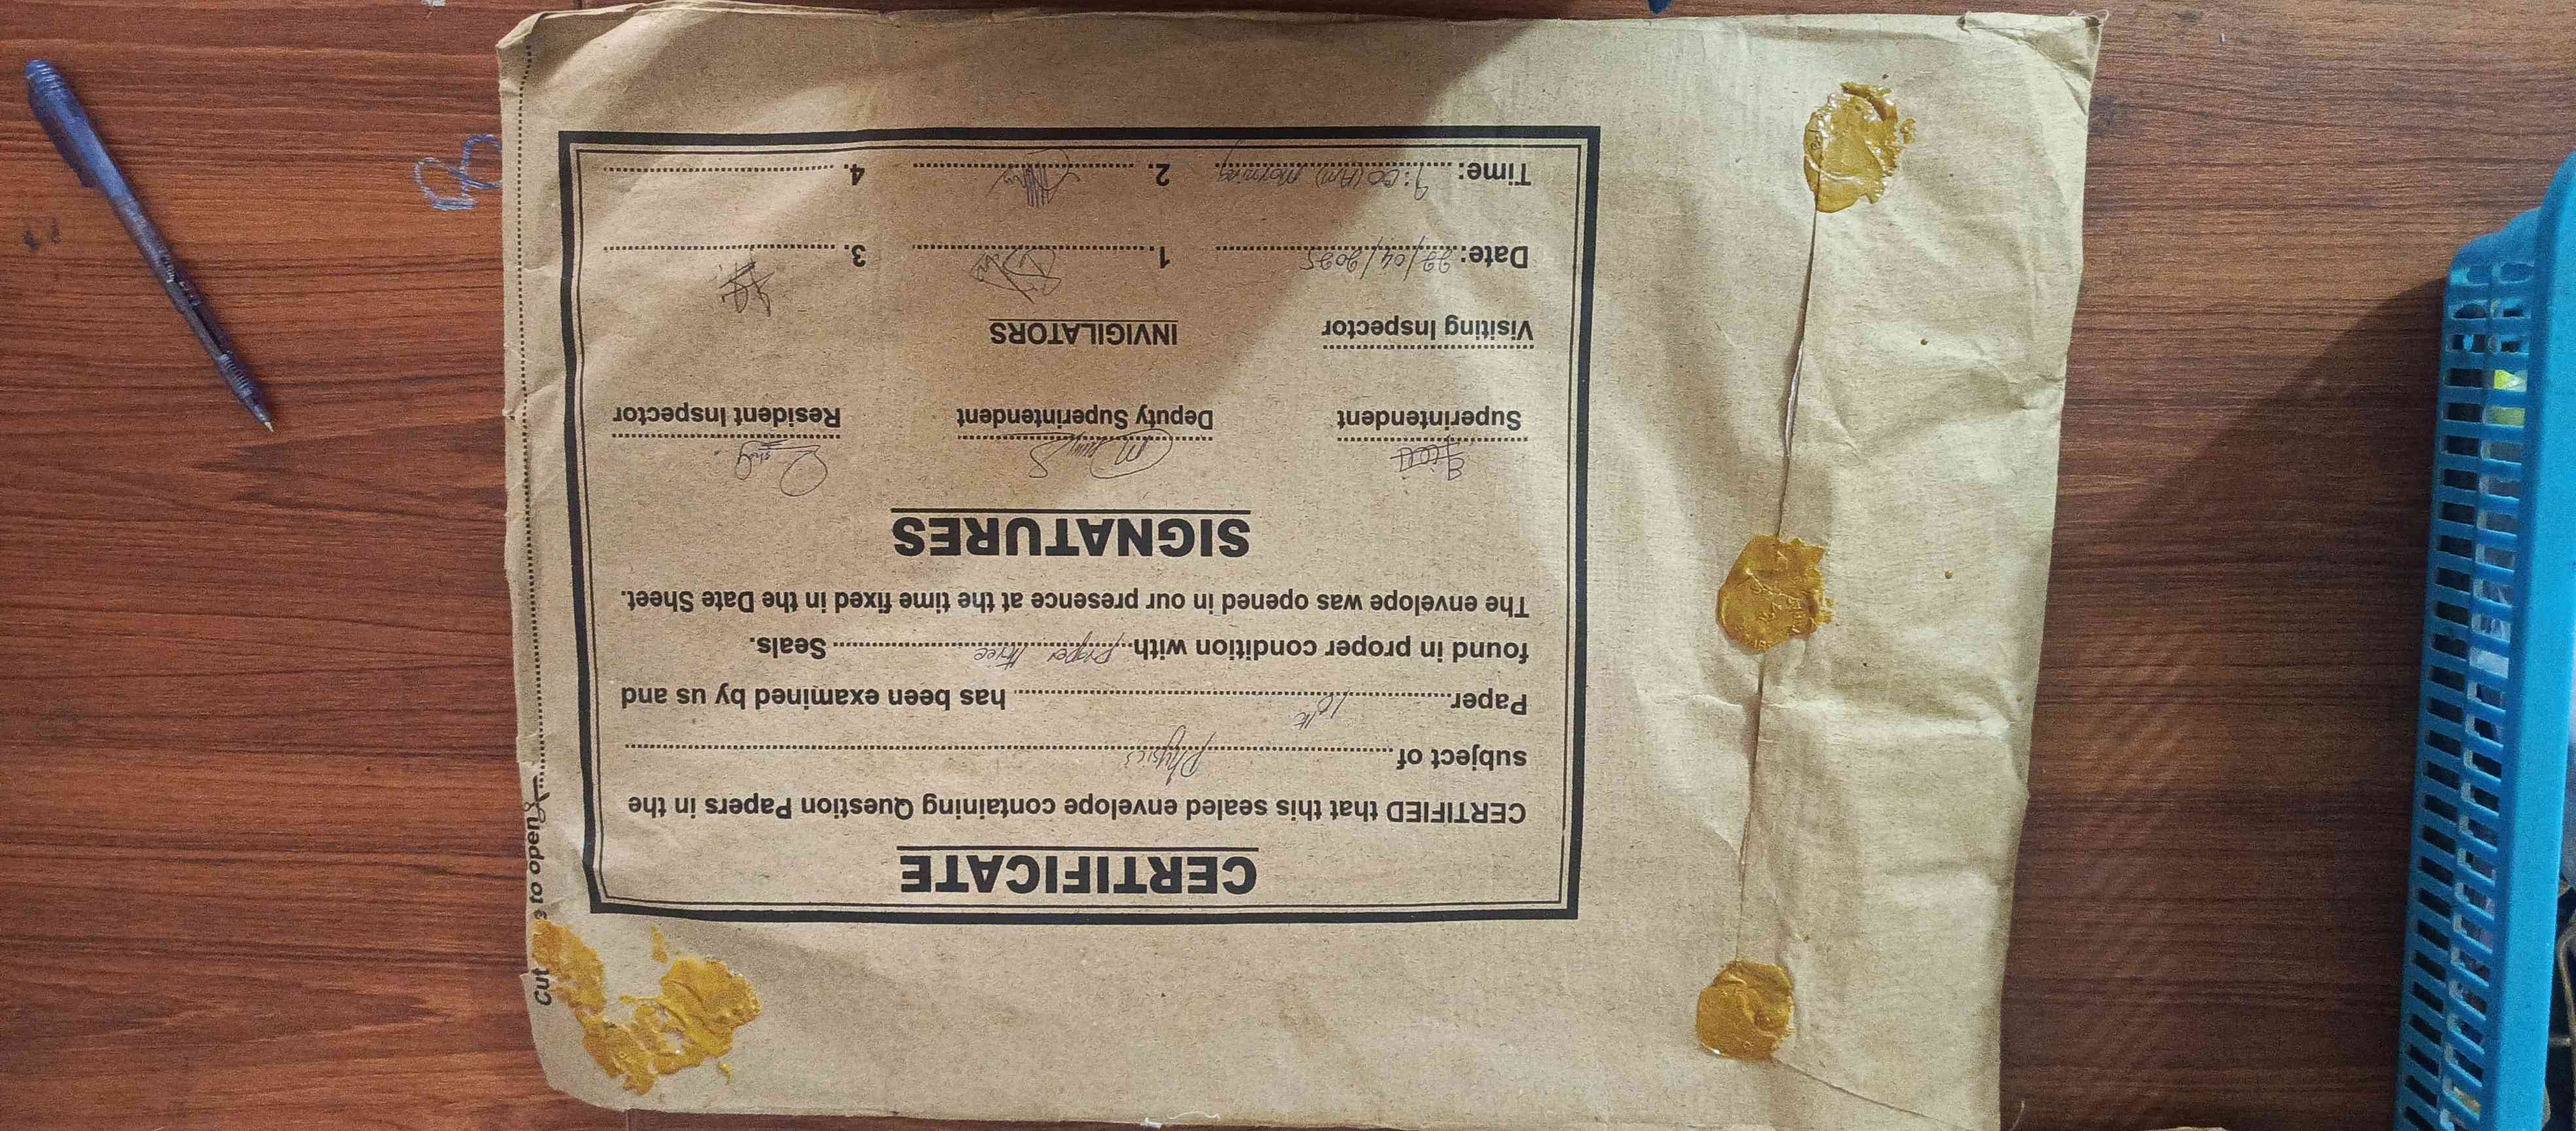 CERTIFICATE
CERTIFIED that this sealed envelope containing Question Papers in the
subject of Physics
Paper 10th has been examined by us and
found in proper condition with proper three Seals.
The envelope was opened in our presence at the time fixed in the Date Sheet.
SIGNATURES
Superintendent Deputy Superintendent Resident Inspector
Visiting Inspector INVIGILATORS
Date: 22/04/2025 1. 3.
Time: 9:00 (Am) Morning 2. 4.
Cut to open